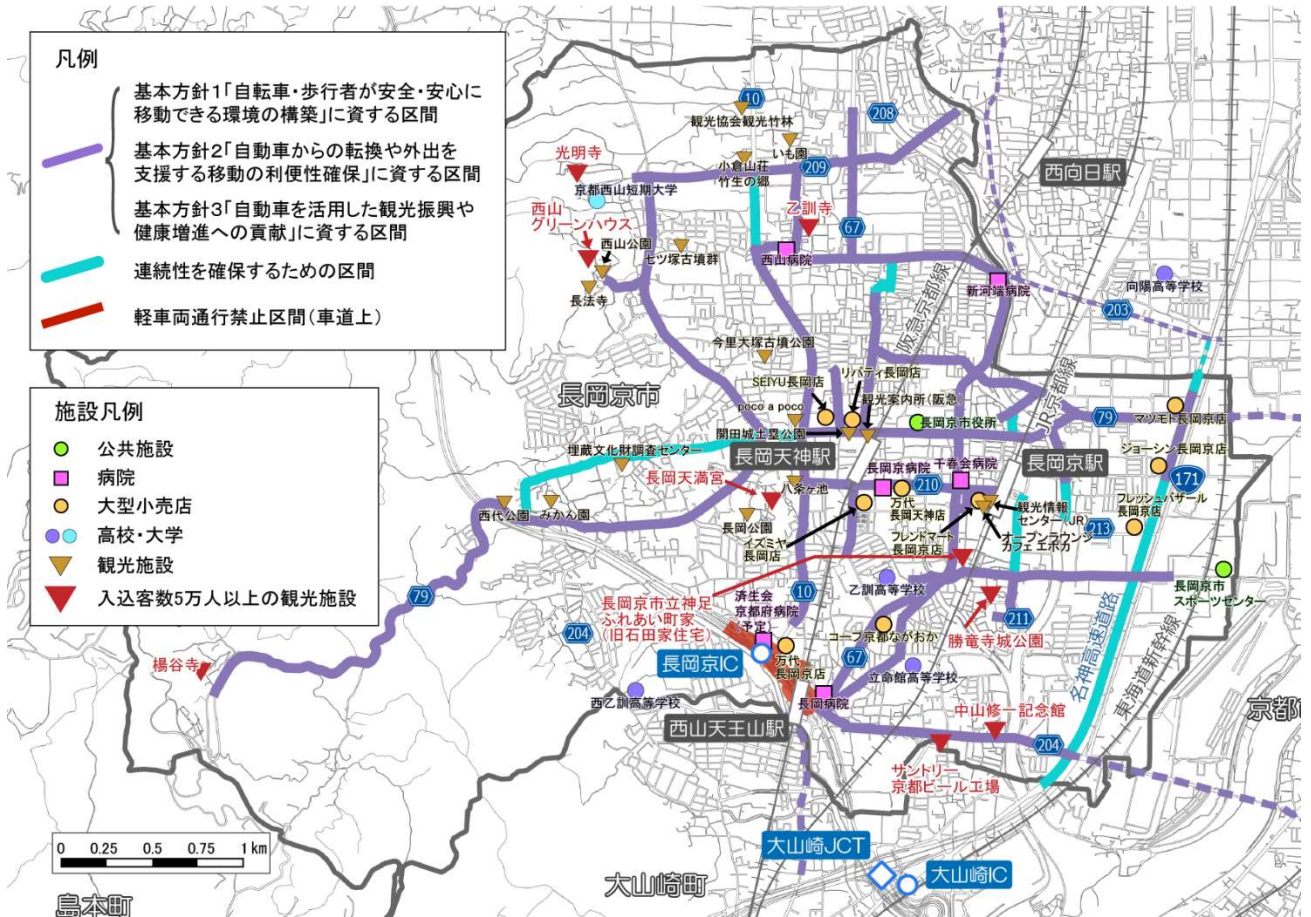 凡例
基本方針1「自転車・歩行者が安全・安心に
移動できる環境の構築」に資する区間
基本方針2「自動車からの転換や外出を
支援する移動の利便性確保」に資する区間
基本方針3「自動車を活用した観光振興や
健康増進への貢献」に資する区間
連続性を確保するための区間
軽車両通行禁止区間(車道上)
施設凡例
公共施設
病院
大型小売店
高校・大学
観光施設
入込客数5万人以上の観光施設
10
観光協会観光竹林
208
いも園
小倉山荘
竹生の郷
209
光明寺
京都西山短期大学
西山
グリーンハウス
西山公園
長法寺
七ツ塚古墳群
乙訓寺
67
西山病院
西向日駅
阪急京都線
新河端病院
向陽高等学校
203
今里大塚古墳公園
長岡京市
SEIYU長岡店
リバティ長岡店
観光案内所(阪急)
poco a poco
開田城土塁公園
長岡京市役所
JR京都線
79
マツモト長岡京店
埋蔵文化財調査センター
長岡天神駅
長岡京駅
ジョーシン長岡京店
171
長岡京病院
千春会病院
210
長岡天満宮
八条ヶ池
西代公園
みかん園
長岡公園
イズミヤ
長岡店
万代
長岡天神店
フレンドマート
長岡京店
観光情報
センター(JR)
オープンラウンジ
カフェ エポカ
213
フレッシュバザール
長岡京店
79
10
乙訓高等学校
長岡京市
スポーツセンター
204
長岡京市立神足
ふれあい町家
(旧石田家住宅)
済生会
京都府病院
(予定)
211
勝竜寺城公園
コープ京都ながおか
長岡京IC
万代
長岡京店
67
立命館高等学校
名神高速道路
東海道新幹線
楊谷寺
西乙訓高等学校
長岡病院
西山天王山駅
中山修一記念館
204
サントリー
京都ビール工場
京都市
0 0.25 0.5 0.75 1 km
大山崎JCT
大山崎IC
大山崎町
島本町